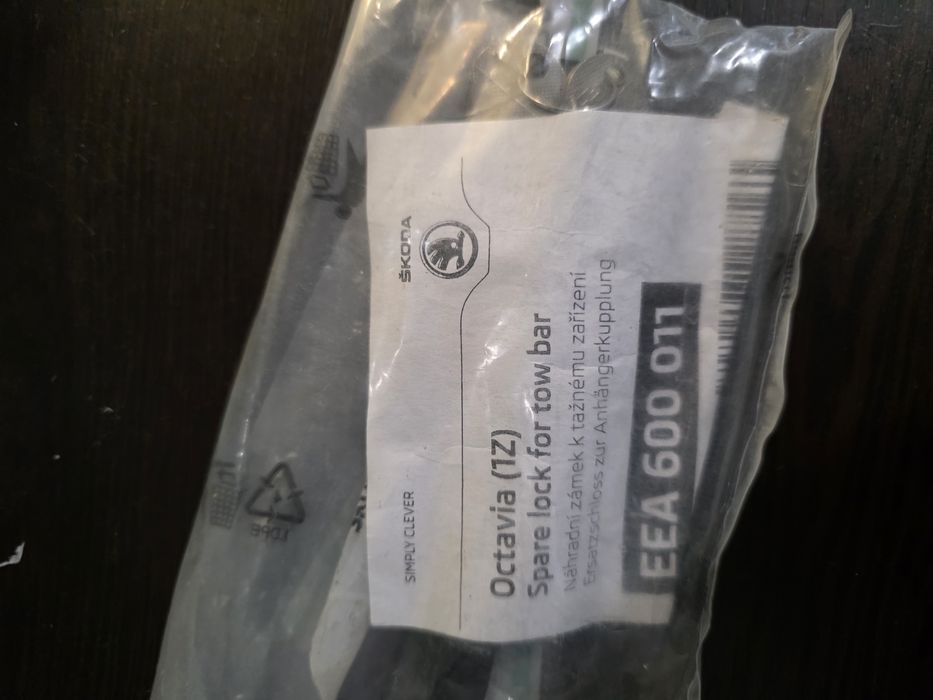 SIMPLY CLEVER
ŠKODA
Octavia (1Z)
Spare lock for tow bar
Náhradní zámek k tažnému zařízení
Ersatzschloss zur Anhängerkupplung
EEA 600 011